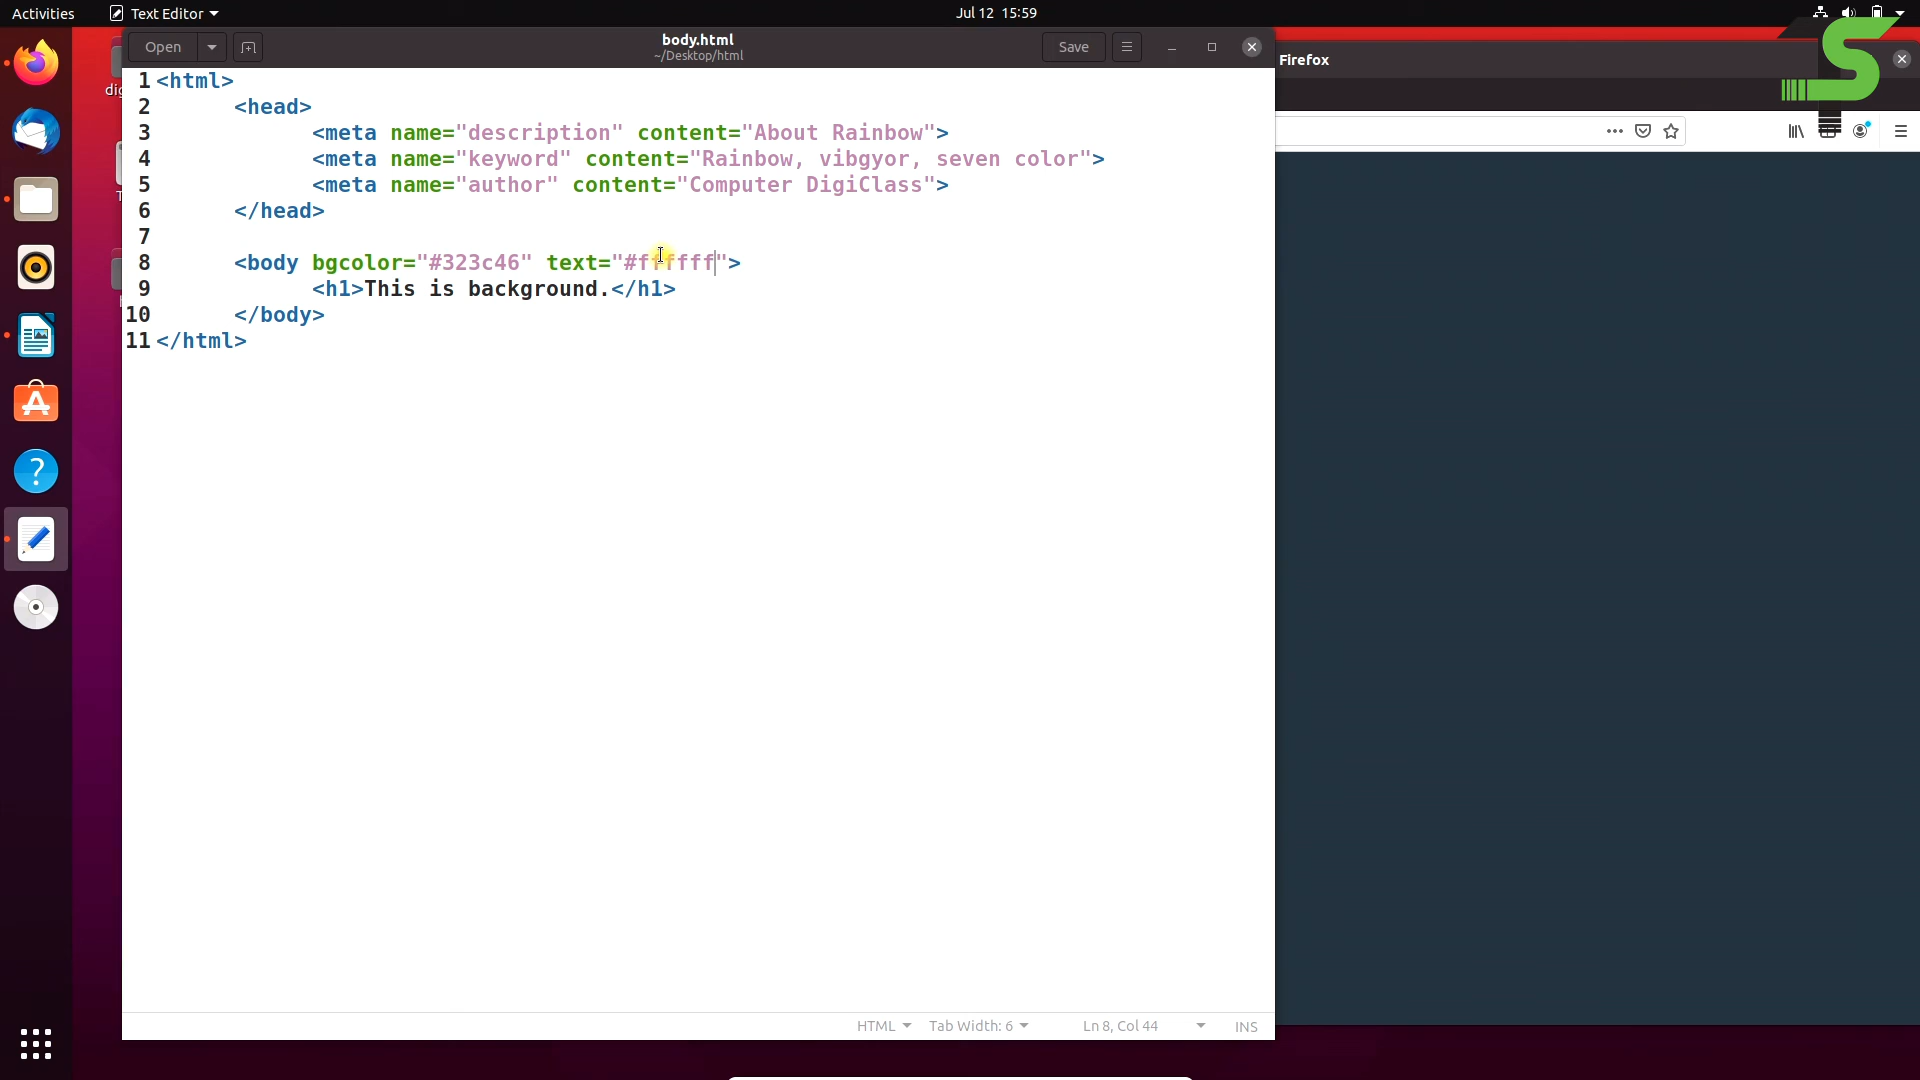 Activities Text Editor Jul 12 15:59
Open body.html Save
~/Desktop/html
Firefox
1 <html>
2 <head>
3 <meta name="description" content="About Rainbow">
4 <meta name="keyword" content="Rainbow, vibgyor, seven color">
5 <meta name="author" content="Computer DigiClass">
6 </head>
7
8 <body bgcolor="#323c46" text="#ffffff">
9 <h1>This is background.</h1>
10 </body>
11 </html>
HTML Tab Width: 6 Ln 8, Col 44 INS